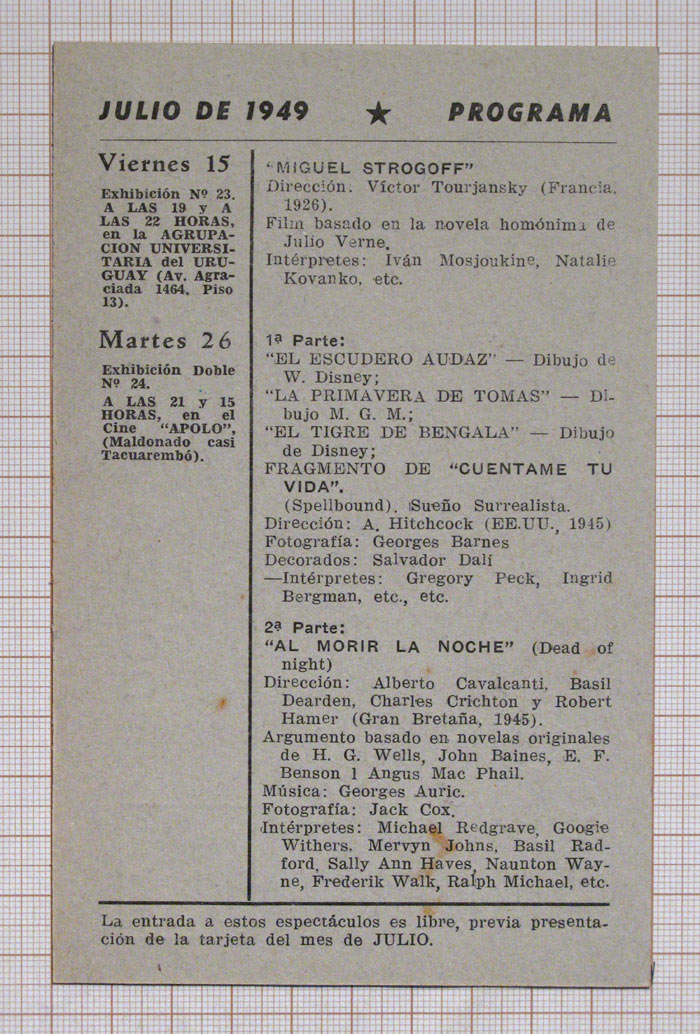 JULIO DE 1949 ★ PROGRAMA
Viernes 15
Exhibición Nº 23.
A LAS 19 y A
LAS 22 HORAS,
en la AGRUPA-
CION UNIVERSI-
TARIA del URU-
GUAY (Av. Agra-
ciada 1464, Piso
13).
"MIGUEL STROGOFF"
Dirección: Víctor Tourjansky (Francia,
1926).
Film basado en la novela homónima de
Julio Verne.
Intérpretes: Iván Mosjoukine, Natalie
Kovanko, etc.
Martes 26
Exhibición Doble
Nº 24.
A LAS 21 y 15
HORAS, en el
Cine "APOLO",
(Maldonado casi
Tacuarembó).
1ª Parte:
"EL ESCUDERO AUDAZ" — Dibujo de
W. Disney;
"LA PRIMAVERA DE TOMAS" — Di-
bujo M. G. M.;
"EL TIGRE DE BENGALA" — Dibujo
de Disney;
FRAGMENTO DE "CUENTAME TU
VIDA".
(Spellbound). Sueño Surrealista.
Dirección: A. Hitchcock (EE.UU., 1945)
Fotografía: Georges Barnes
Decorados: Salvador Dalí
—Intérpretes: Gregory Peck, Ingrid
Bergman, etc., etc.
2ª Parte:
"AL MORIR LA NOCHE" (Dead of
night)
Dirección: Alberto Cavalcanti, Basil
Dearden, Charles Crichton y Robert
Hamer (Gran Bretaña, 1945).
Argumento basado en novelas originales
de H. G. Wells, John Baines, E. F.
Benson l Angus Mac Phail.
Música: Georges Auric.
Fotografía: Jack Cox.
Intérpretes: Michael Redgrave, Googie
Withers, Mervyn Johns, Basil Rad-
ford, Sally Ann Haves, Naunton Way-
ne, Frederik Walk, Ralph Michael, etc.
La entrada a estos espectáculos es libre, previa presenta-
ción de la tarjeta del mes de JULIO.